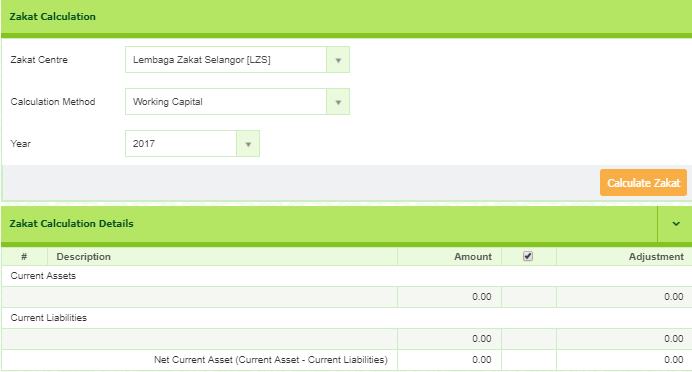 Zakat Calculation
Zakat Centre Lembaga Zakat Selangor [LZS]
Calculation Method Working Capital
Year 2017
Calculate Zakat
Zakat Calculation Details
# Description Amount Adjustment
Current Assets
0.00 0.00
Current Liabilities
0.00 0.00
Net Current Asset (Current Asset - Current Liabilities) 0.00 0.00